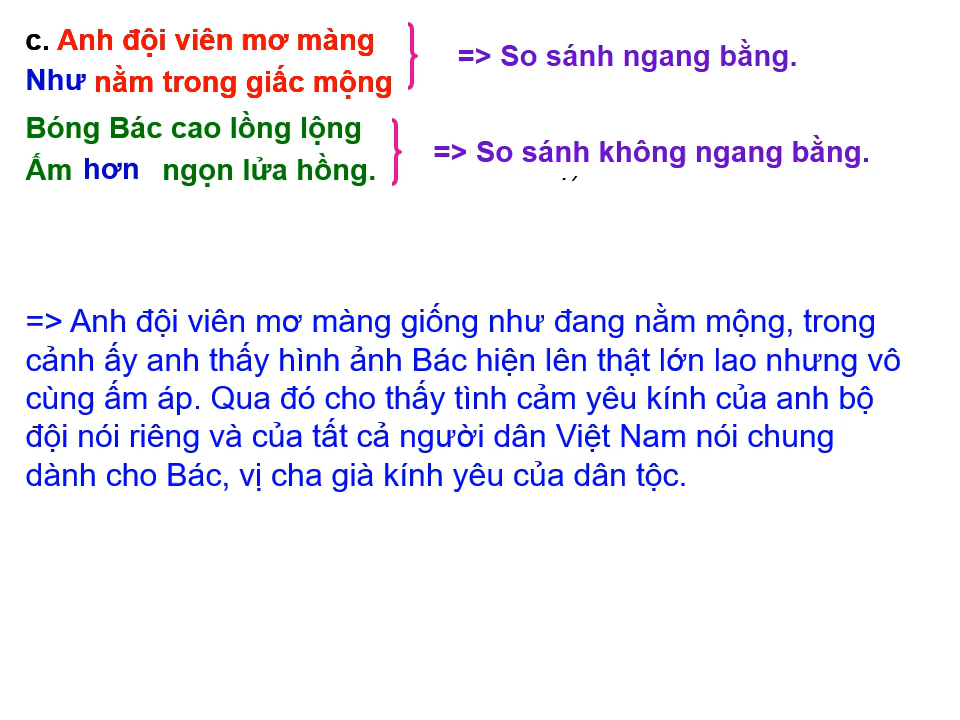 c. Anh đội viên mơ màng
Như nằm trong giấc mộng
=> So sánh ngang bằng.
Bóng Bác cao lồng lộng
Ấm hơn ngọn lửa hồng.
=> So sánh không ngang bằng.
=> Anh đội viên mơ màng giống như đang nằm mộng, trong
cảnh ấy anh thấy hình ảnh Bác hiện lên thật lớn lao nhưng vô
cùng ấm áp. Qua đó cho thấy tình cảm yêu kính của anh bộ
đội nói riêng và của tất cả người dân Việt Nam nói chung
dành cho Bác, vị cha già kính yêu của dân tộc.